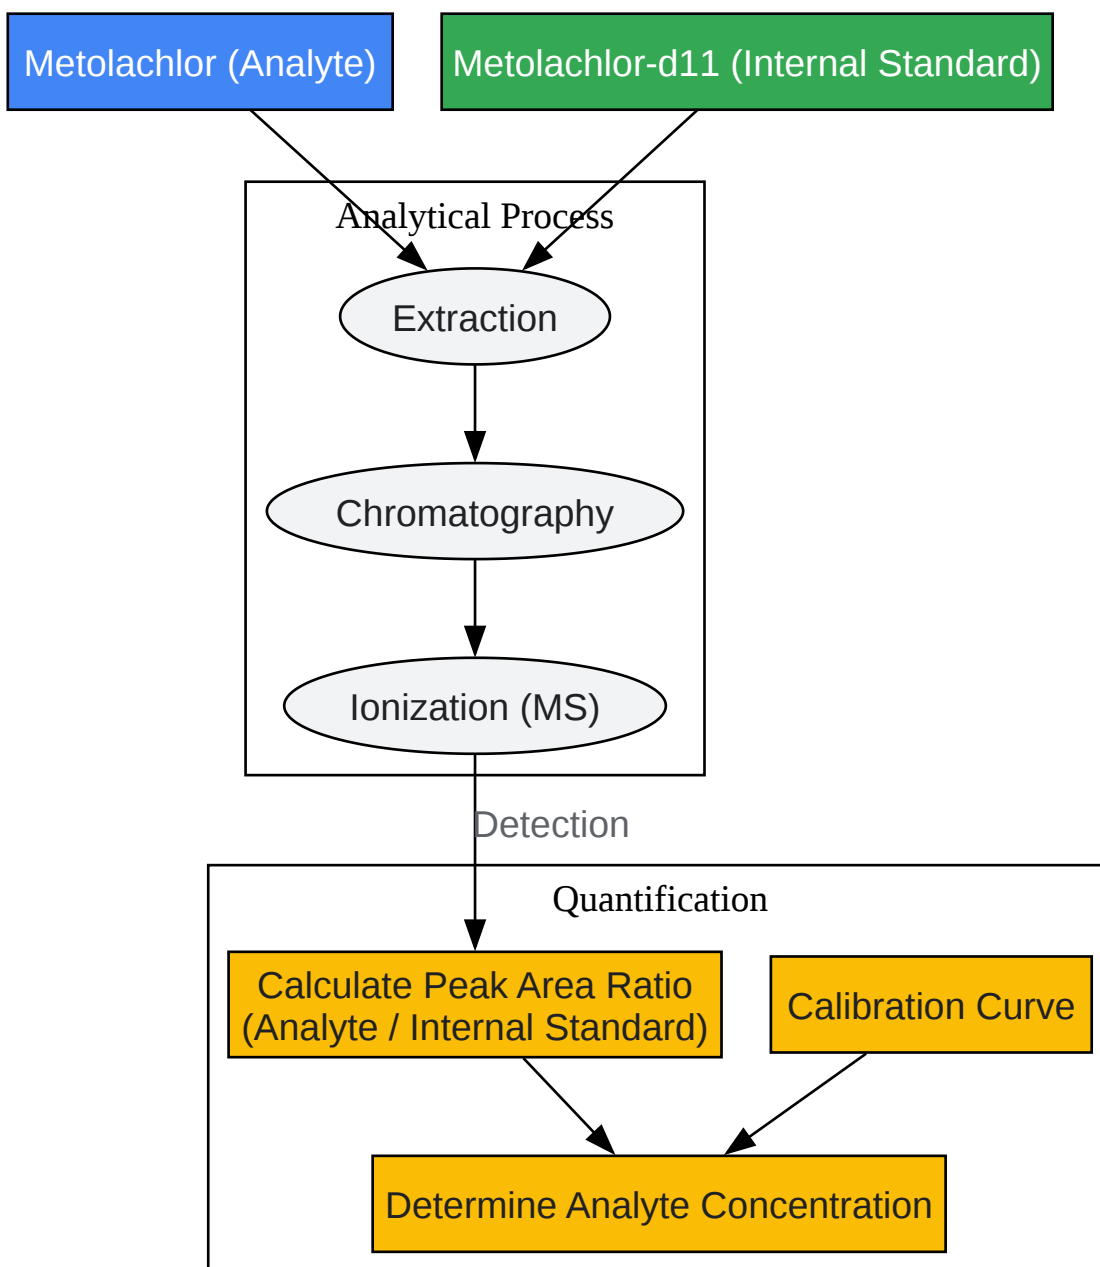 Metolachlor (Analyte)
Metolachlor-d11 (Internal Standard)
Analytical Process
Extraction
Chromatography
Ionization (MS)
Detection
Quantification
Calculate Peak Area Ratio
(Analyte / Internal Standard)
Calibration Curve
Determine Analyte Concentration